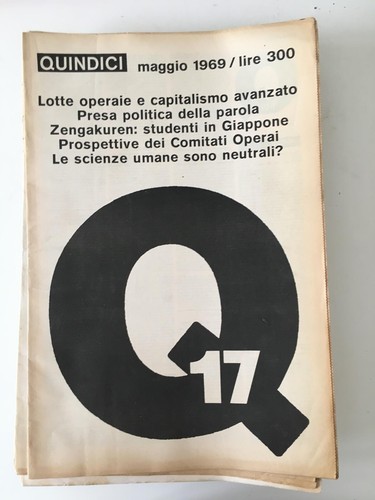 QUINDICI maggio 1969 / lire 300
Lotte operaie e capitalismo avanzato
Presa politica della parola
Zengakuren: studenti in Giappone
Prospettive dei Comitati Operai
Le scienze umane sono neutrali?
Q
17